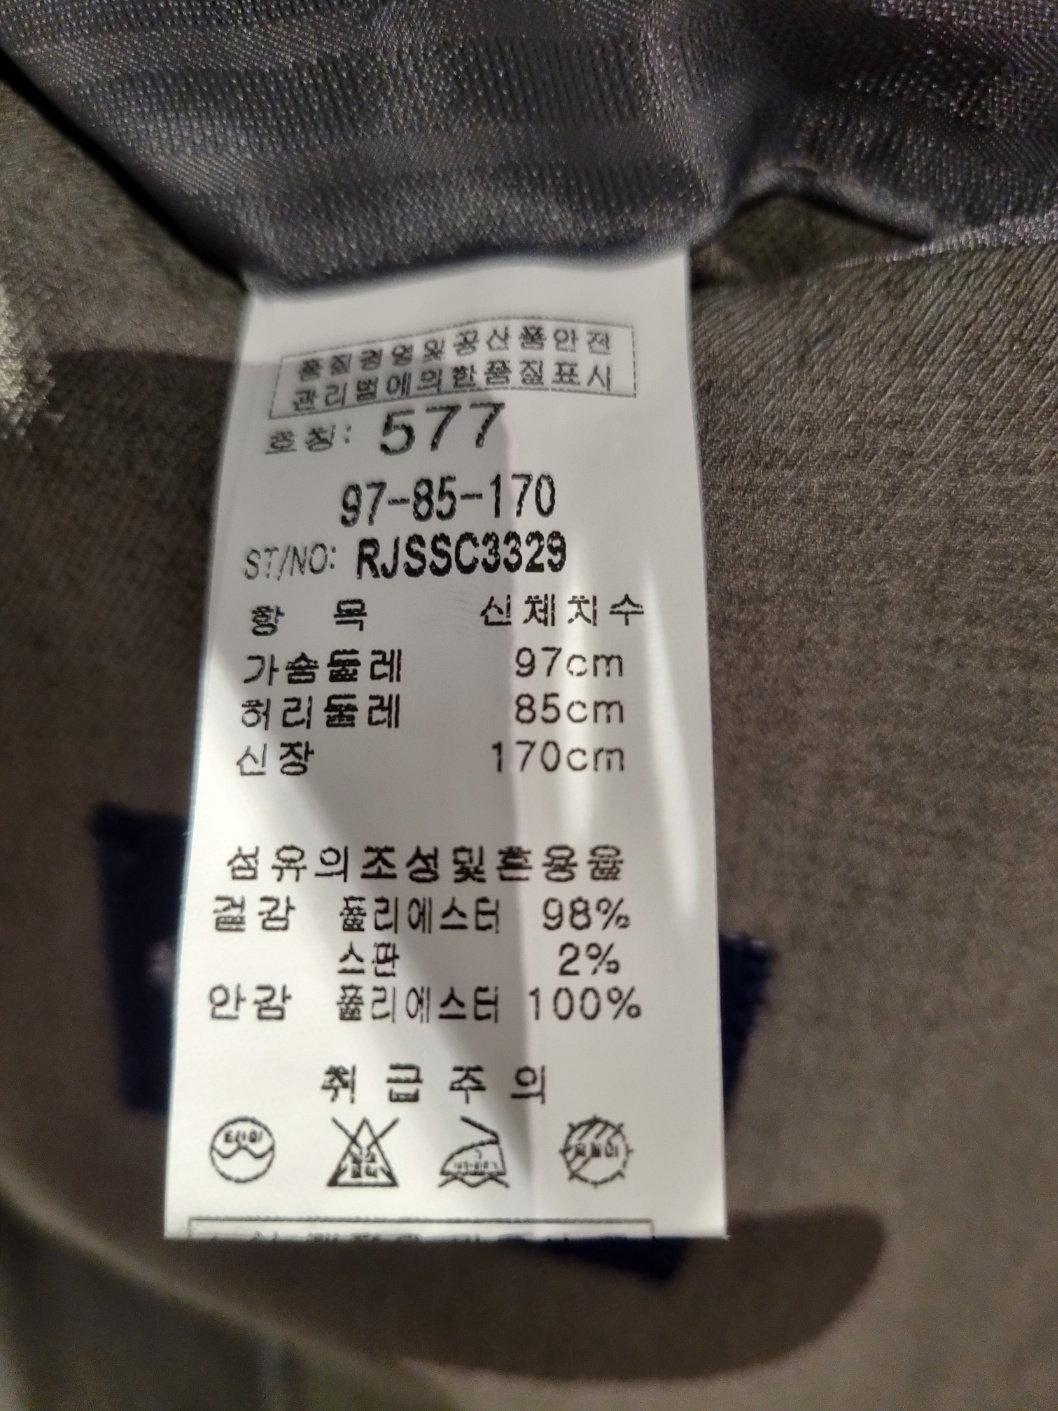 품질경영및공산품안전
관리법에의한품질표시
호칭: 577
97-85-170
ST/NO: RJSSC3329
항 목 신체치수
가슴둘레 97cm
허리둘레 85cm
신장 170cm
섬유의조성및혼용율
겉감 폴리에스터 98%
스판 2%
안감 폴리에스터 100%
취급주의
드라이